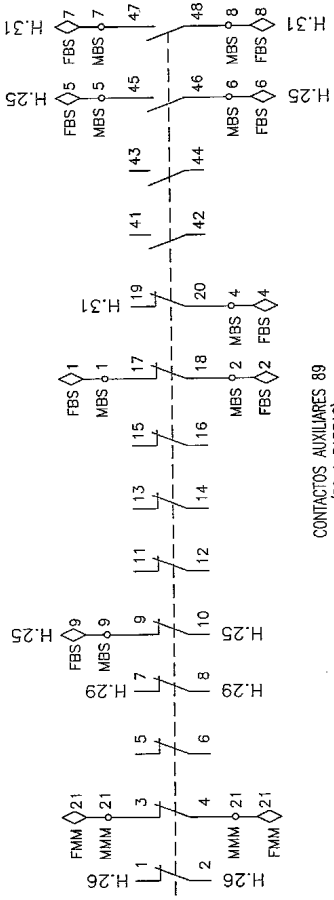 H.26
1
2
H.26
FMM 21
MMM 21
3
4
MMM 21
FMM 21
5
6
H.29
7
8
H.29
H.25
FBS 9
MBS 9
9
10
H.25
11
12
13
14
15
16
FBS 1
MBS 1
17
18
MBS 2
FBS 2
H.31
19
20
MBS 4
FBS 4
41
42
43
44
H.25
FBS 5
MBS 5
45
46
MBS 6
FBS 6
H.25
H.31
FBS 7
MBS 7
47
48
MBS 8
FBS 8
H.31
CONTACTOS AUXILIARES 89